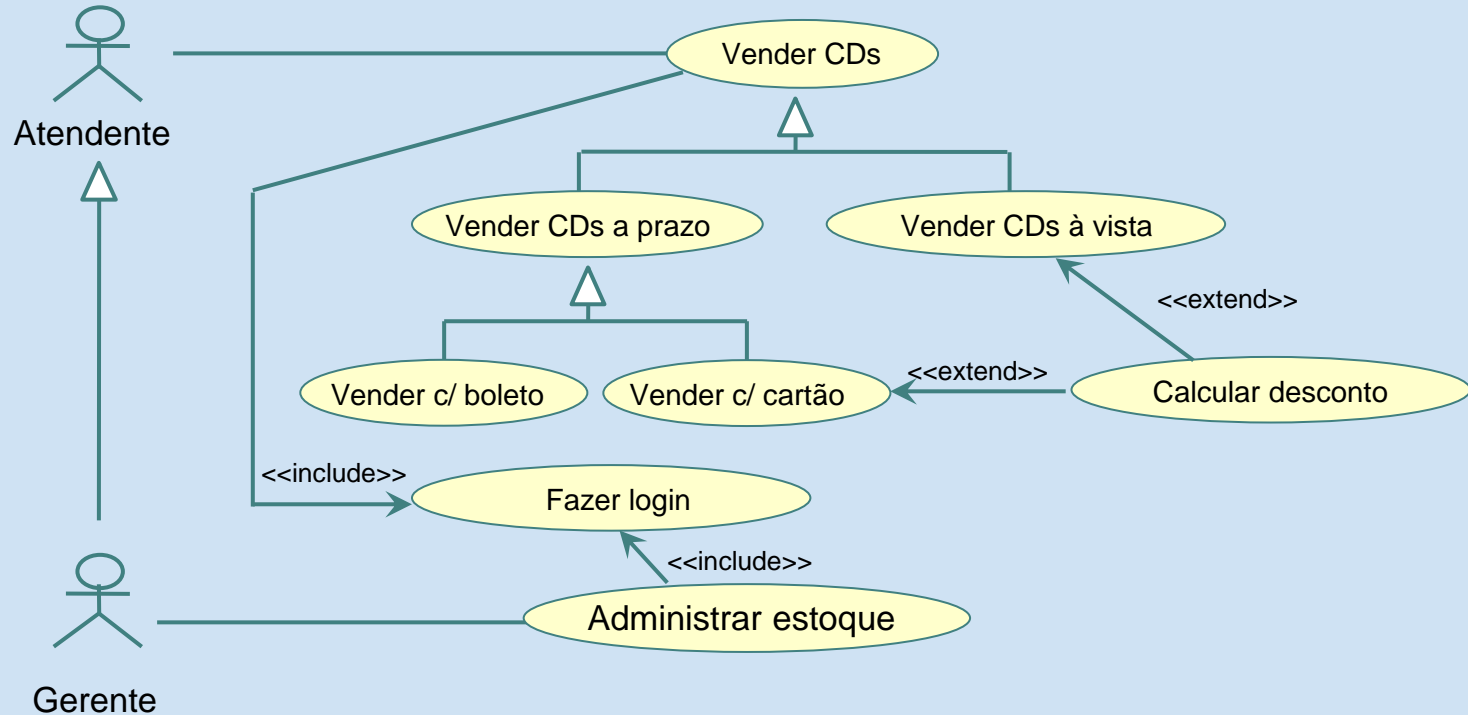 Vender CDs
Atendente
Vender CDs a prazo
Vender CDs à vista
<<extend>>
<<extend>>
Vender c/ boleto
Vender c/ cartão
Calcular desconto
<<include>>
Fazer login
<<include>>
Administrar estoque
Gerente